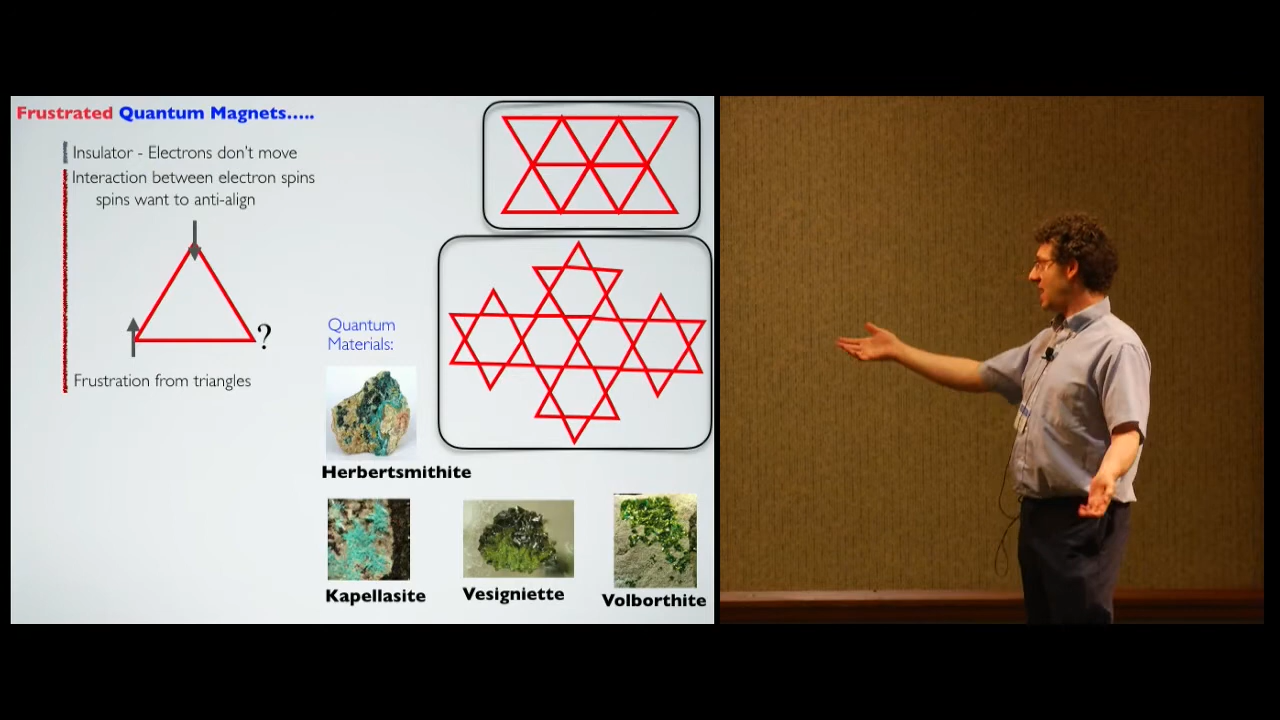 Frustrated Quantum Magnets.....
Insulator - Electrons don't move
Interaction between electron spins
spins want to anti-align
?
Frustration from triangles
Quantum
Materials:
Herbertsmithite
Kapellasite
Vesigniette
Volborthite